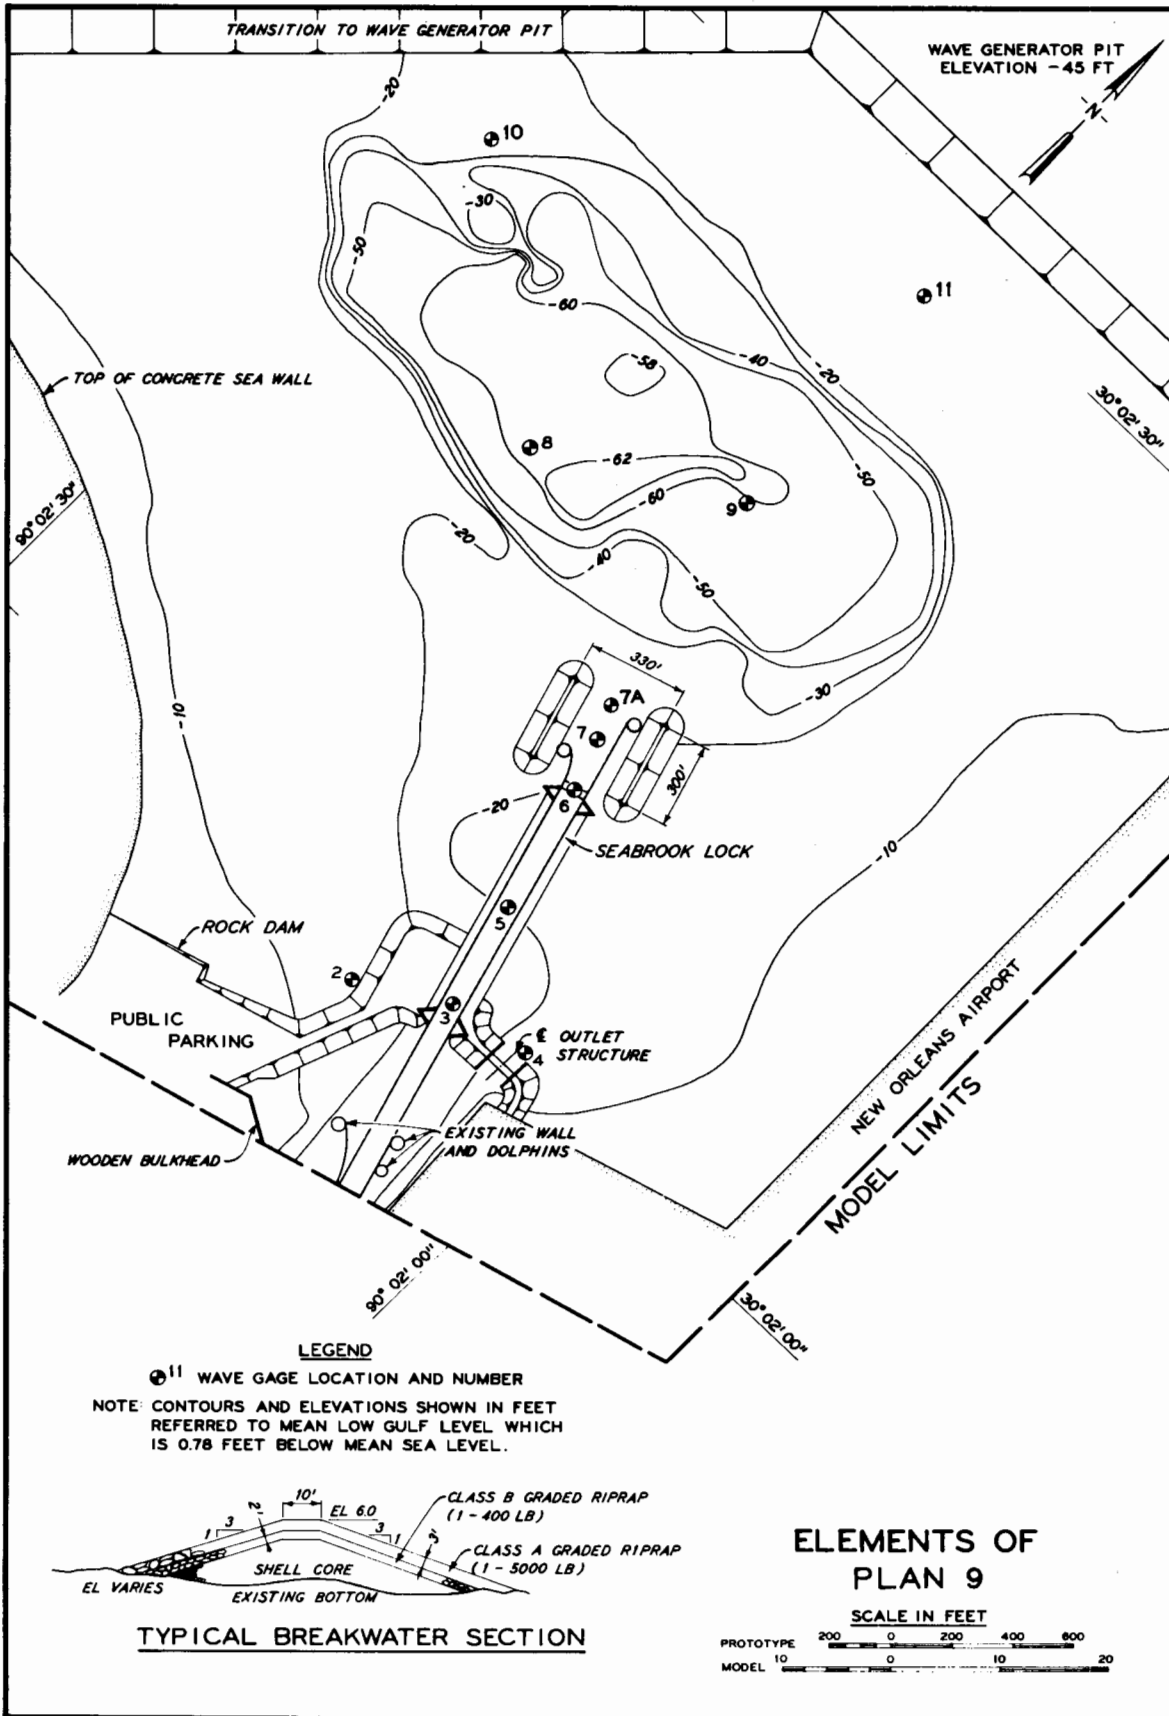 TRANSITION TO WAVE GENERATOR PIT
WAVE GENERATOR PIT
ELEVATION -45 FT
N
-20
10
-30
-50
11
-60
-58
-40
-20
TOP OF CONCRETE SEA WALL
30° 02' 30"
8
-62
-50
-60
9
90° 02' 30"
-20
-40
-50
330'
-30
7A
-10
7
300'
-20
6
SEABROOK LOCK
-10
5
ROCK DAM
2
3
PUBLIC
PARKING
℄ OUTLET
STRUCTURE
4
NEW ORLEANS AIRPORT
MODEL LIMITS
EXISTING WALL
AND DOLPHINS
WOODEN BULKHEAD
90° 02' 00"
30° 02' 00"
LEGEND
11 WAVE GAGE LOCATION AND NUMBER
NOTE: CONTOURS AND ELEVATIONS SHOWN IN FEET
REFERRED TO MEAN LOW GULF LEVEL WHICH
IS 0.78 FEET BELOW MEAN SEA LEVEL.
10'
2'
EL 6.0
CLASS B GRADED RIPRAP
(1 - 400 LB)
1 3
3 1
3'
CLASS A GRADED RIPRAP
(1 - 5000 LB)
SHELL CORE
EL VARIES
EXISTING BOTTOM
TYPICAL BREAKWATER SECTION
ELEMENTS OF
PLAN 9
SCALE IN FEET
PROTOTYPE 200 0 200 400 600
MODEL 10 0 10 20